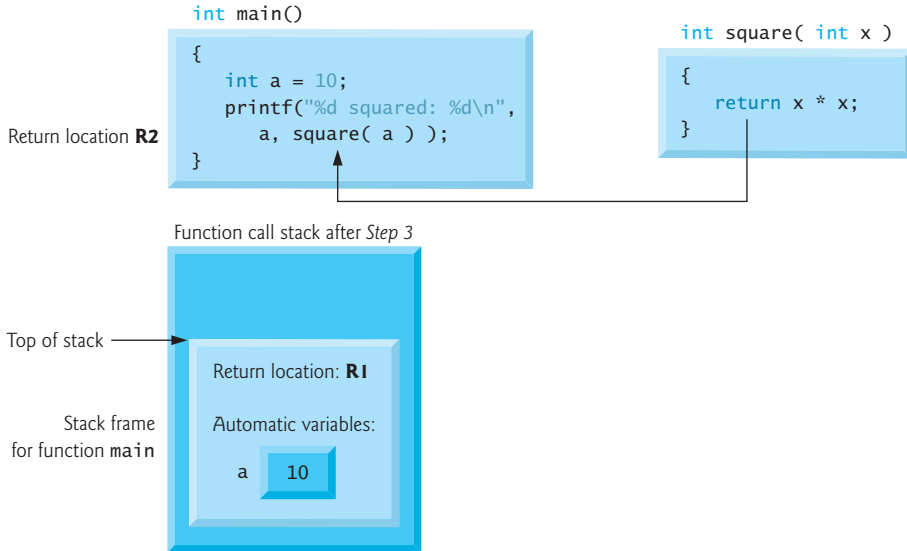 int main()
{
int a = 10;
printf("%d squared: %d\n",
a, square( a ) );
}
Return location R2
int square( int x )
{
return x * x;
}
Function call stack after Step 3
Top of stack
Return location: R1
Automatic variables:
a 10
Stack frame
for function main